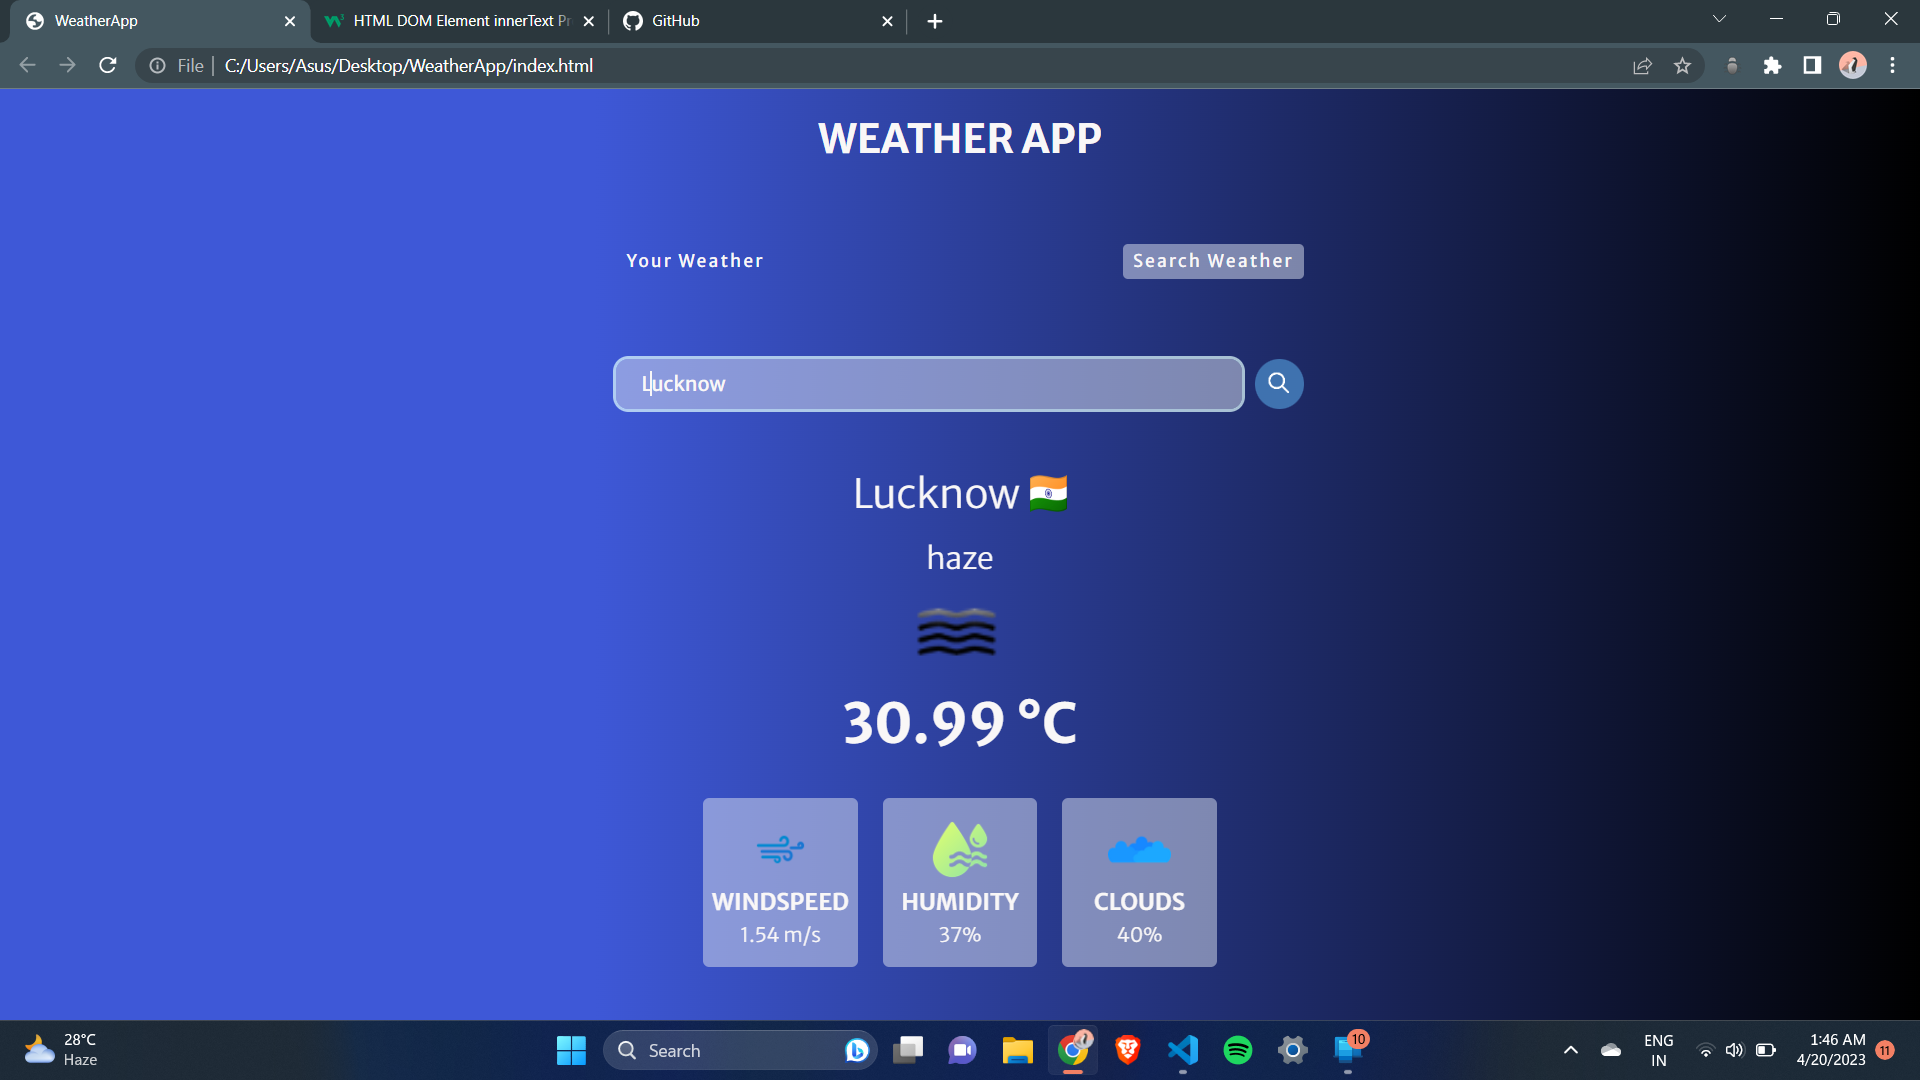 WeatherApp
HTML DOM Element innerText Pr
GitHub
File
C:/Users/Asus/Desktop/WeatherApp/index.html
WEATHER APP
Your Weather
Search Weather
Lucknow
Lucknow 🇮🇳
haze
30.99 °C
WINDSPEED
1.54 m/s
HUMIDITY
37%
CLOUDS
40%
28°C
Haze
Search
10
ENG
IN
1:46 AM
4/20/2023
11